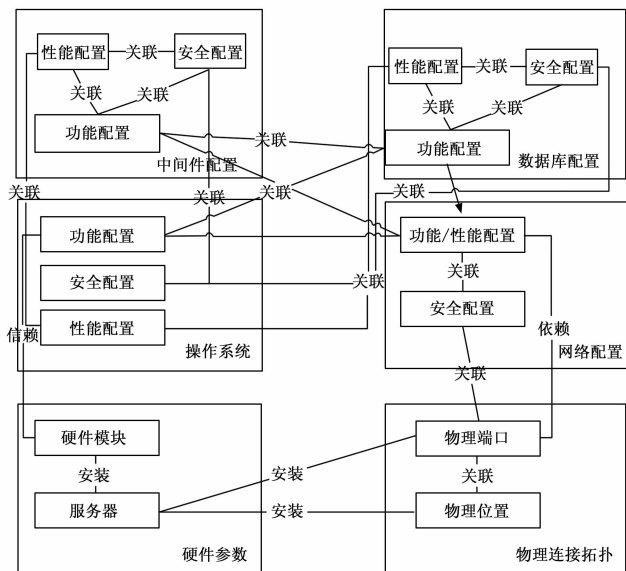 性能配置
关联
安全配置
关联
关联
功能配置
中间件配置
性能配置
关联
安全配置
关联
关联
功能配置
数据库配置
关联
关联
关联
关联
关联
功能配置
安全配置
性能配置
操作系统
信赖
功能/性能配置
关联
安全配置
关联
依赖
网络配置
关联
硬件模块
安装
服务器
硬件参数
安装
安装
物理端口
关联
物理位置
物理连接拓扑